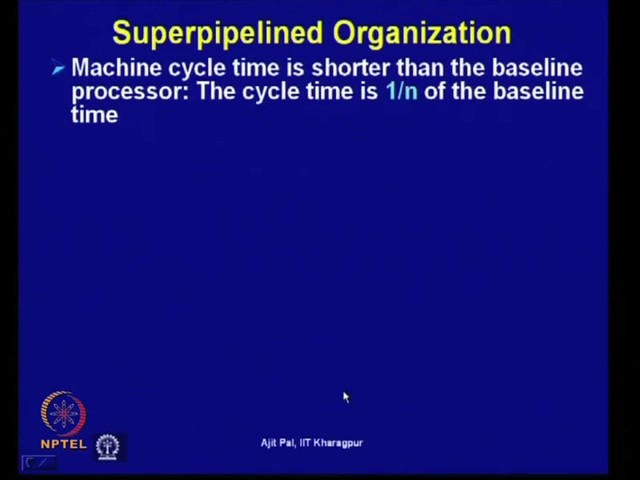 Superpipelined Organization
Machine cycle time is shorter than the baseline
processor: The cycle time is 1/n of the baseline
time
NPTEL
Ajit Pal, IIT Kharagpur